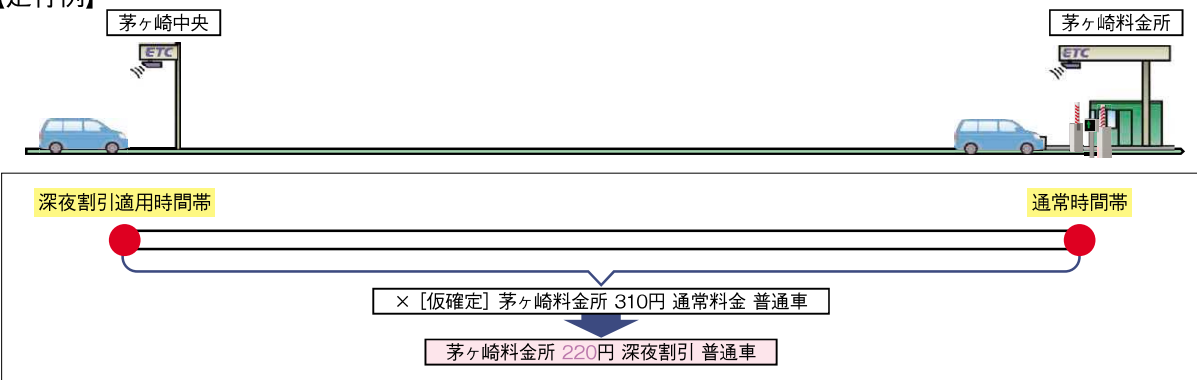 【走行例】
茅ヶ崎中央
茅ヶ崎料金所
ETC
ETC
深夜割引適用時間帯
通常時間帯
×［仮確定］茅ヶ崎料金所 310円 通常料金 普通車
茅ヶ崎料金所 220円 深夜割引 普通車